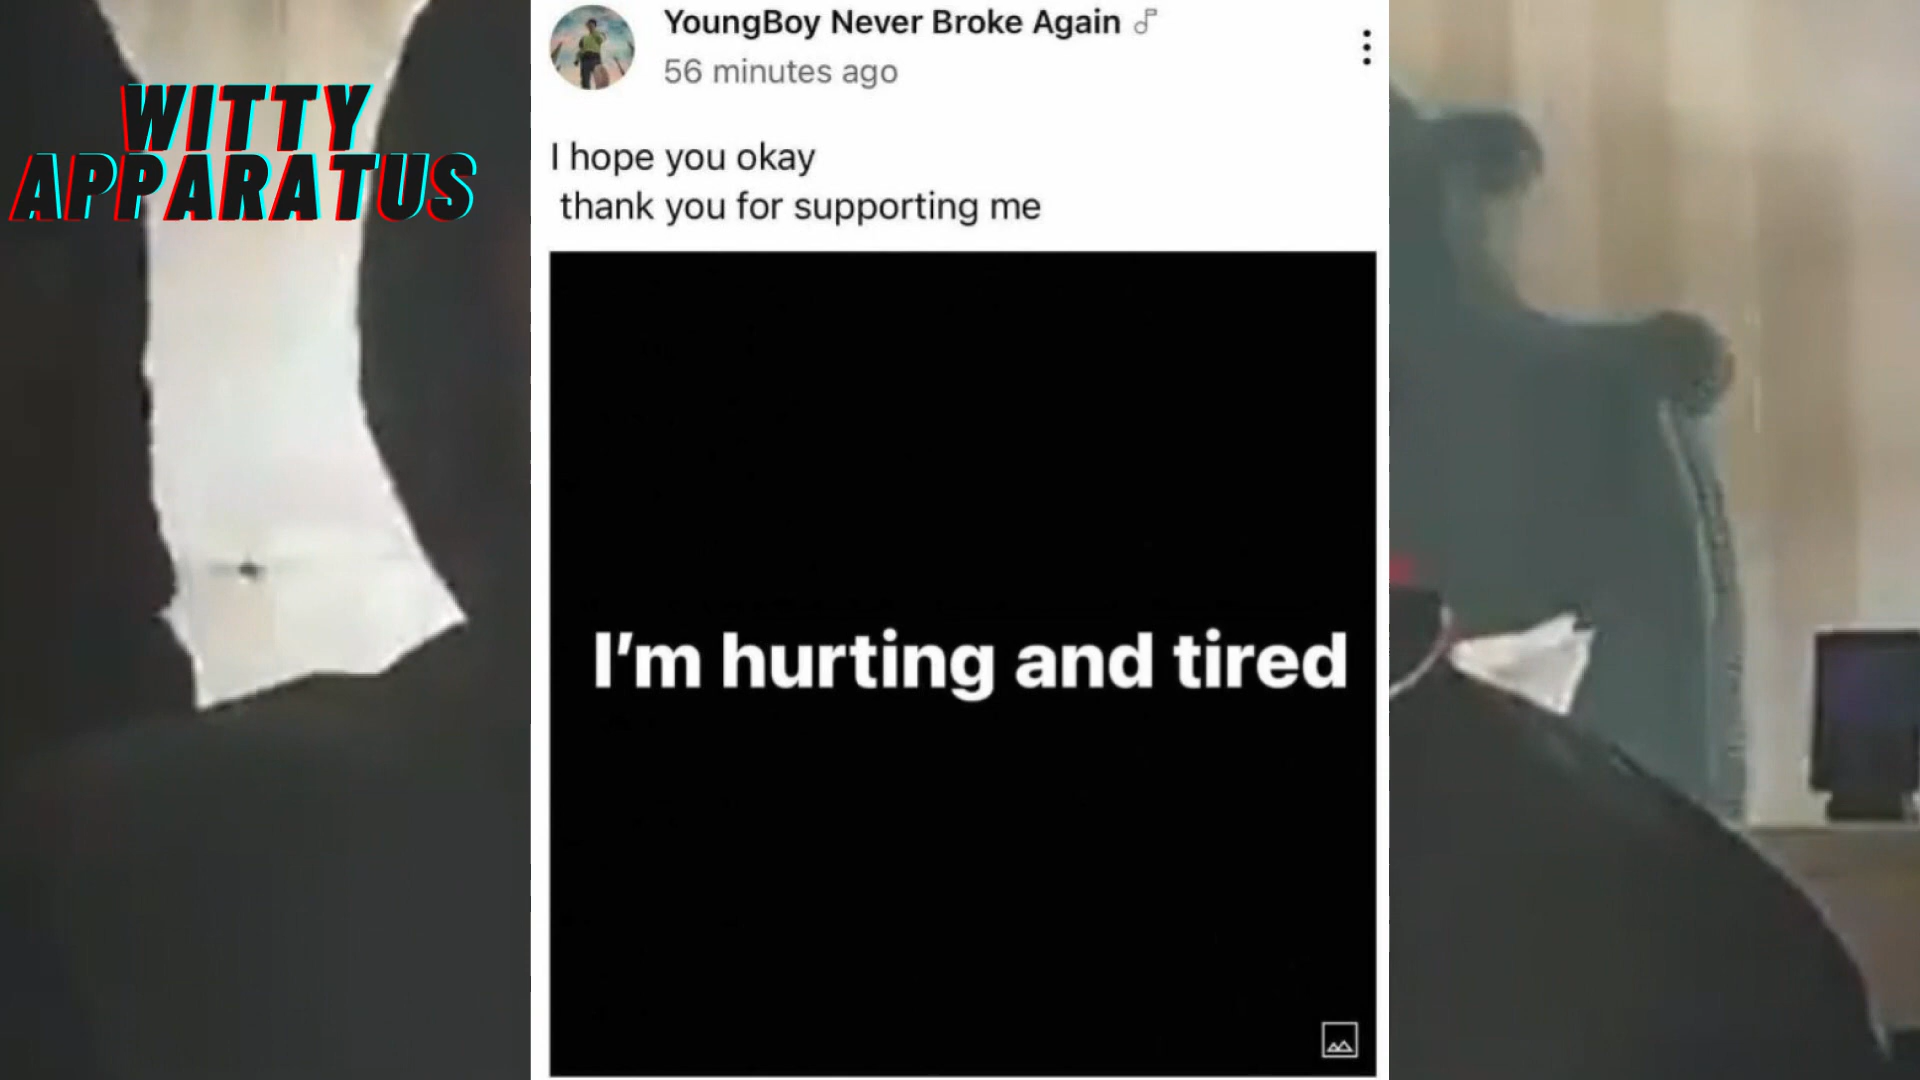 WITTY
APPARATUS
YoungBoy Never Broke Again
56 minutes ago
I hope you okay
thank you for supporting me
I'm hurting and tired